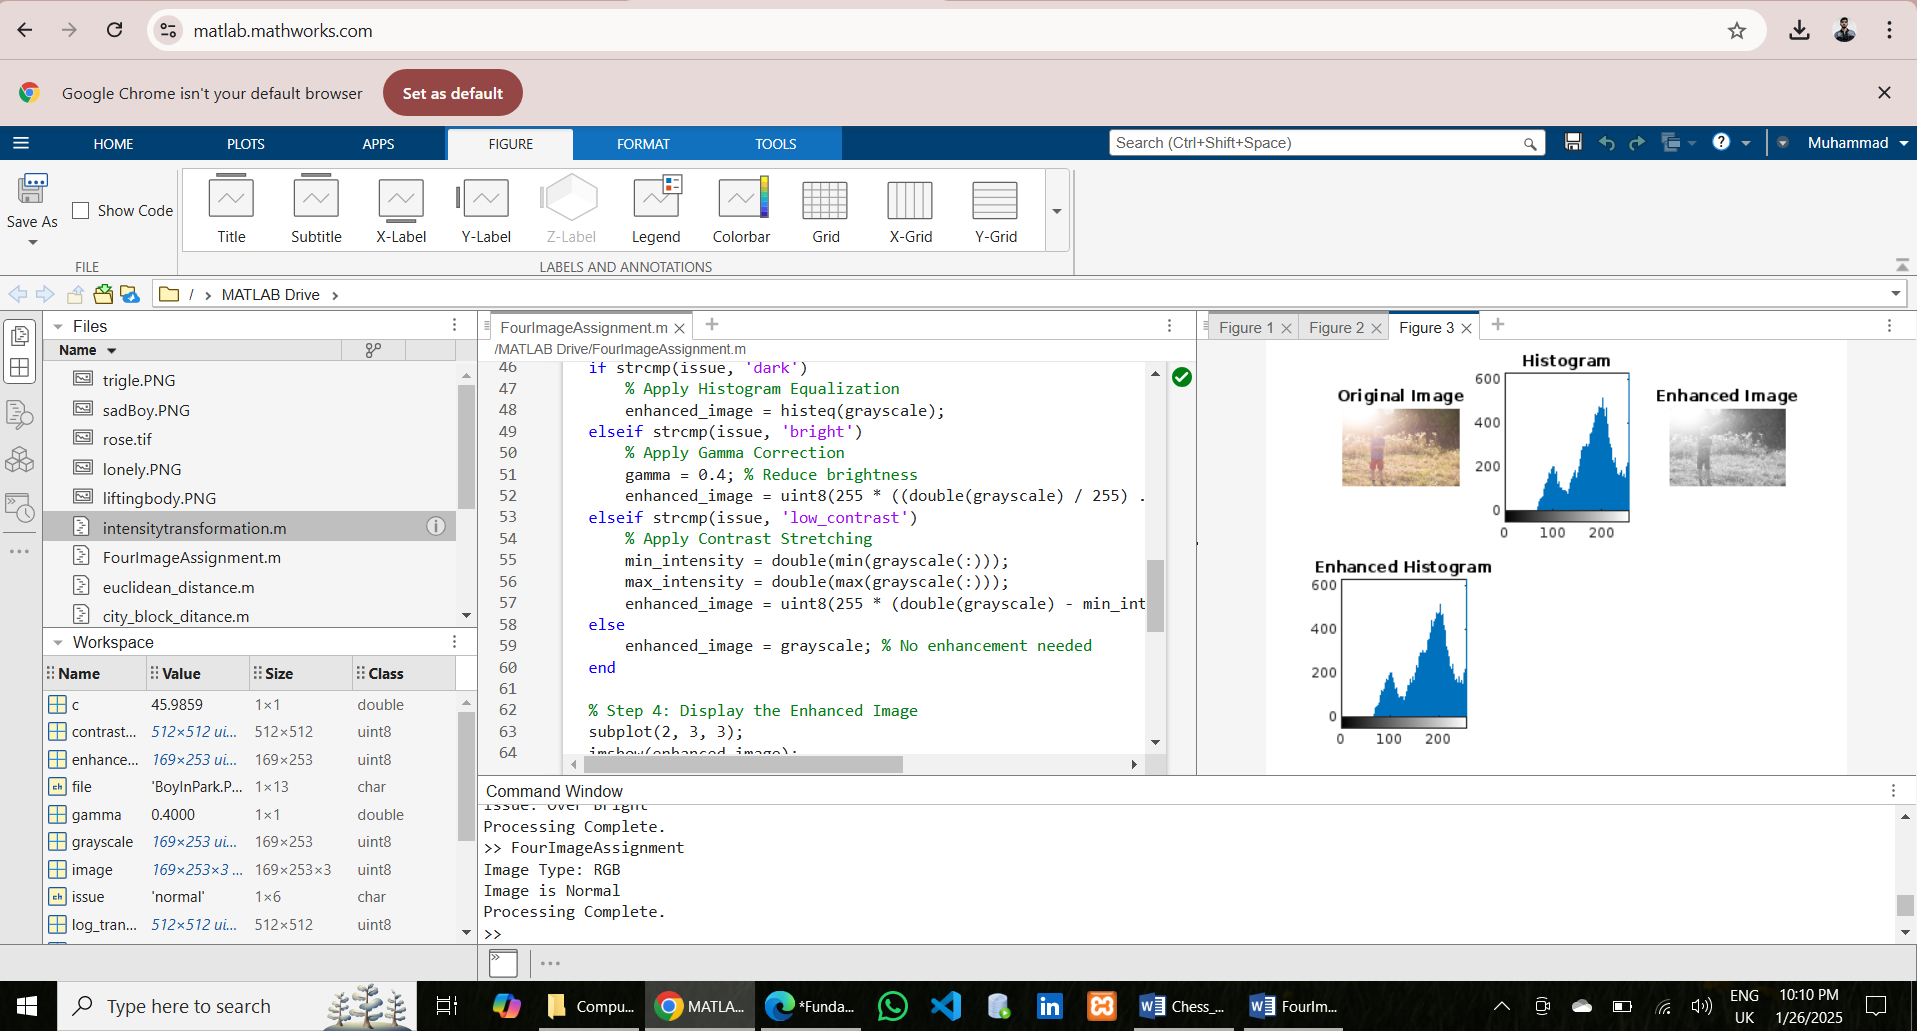 matlab.mathworks.com
Google Chrome isn't your default browser
Set as default
HOME
PLOTS
APPS
FIGURE
FORMAT
TOOLS
Search (Ctrl+Shift+Space)
Muhammad
Save As
Show Code
Title
Subtitle
X-Label
Y-Label
Z-Label
Legend
Colorbar
Grid
X-Grid
Y-Grid
FILE
LABELS AND ANNOTATIONS
/ › MATLAB Drive ›
Files
Name
trigle.PNG
sadBoy.PNG
rose.tif
lonely.PNG
liftingbody.PNG
intensitytransformation.m
FourImageAssignment.m
euclidean_distance.m
city_block_ditance.m
Workspace
Name Value Size Class
c 45.9859 1×1 double
contrast... 512×512 ui... 512×512 uint8
enhance... 169×253 ui... 169×253 uint8
file 'BoyInPark.P... 1×13 char
gamma 0.4000 1×1 double
grayscale 169×253 ui... 169×253 uint8
image 169×253×3 ... 169×253×3 uint8
issue 'normal' 1×6 char
log_tran... 512×512 ui... 512×512 uint8
FourImageAssignment.m
/MATLAB Drive/FourImageAssignment.m
46 if strcmp(issue, 'dark')
47 % Apply Histogram Equalization
48 enhanced_image = histeq(grayscale);
49 elseif strcmp(issue, 'bright')
50 % Apply Gamma Correction
51 gamma = 0.4; % Reduce brightness
52 enhanced_image = uint8(255 * ((double(grayscale) / 255) .
53 elseif strcmp(issue, 'low_contrast')
54 % Apply Contrast Stretching
55 min_intensity = double(min(grayscale(:)));
56 max_intensity = double(max(grayscale(:)));
57 enhanced_image = uint8(255 * (double(grayscale) - min_int
58 else
59 enhanced_image = grayscale; % No enhancement needed
60 end
61
62 % Step 4: Display the Enhanced Image
63 subplot(2, 3, 3);
64 imshow(enhanced_image);
Command Window
Issue: Over Bright
Processing Complete.
>> FourImageAssignment
Image Type: RGB
Image is Normal
Processing Complete.
>>
Figure 1
Figure 2
Figure 3
Original Image
Histogram
600
400
200
0
0 100 200
Enhanced Image
Enhanced Histogram
600
400
200
0
0 100 200
Type here to search
Compu...
MATLA...
*Funda...
Chess_...
FourIm...
ENG
UK
10:10 PM
1/26/2025